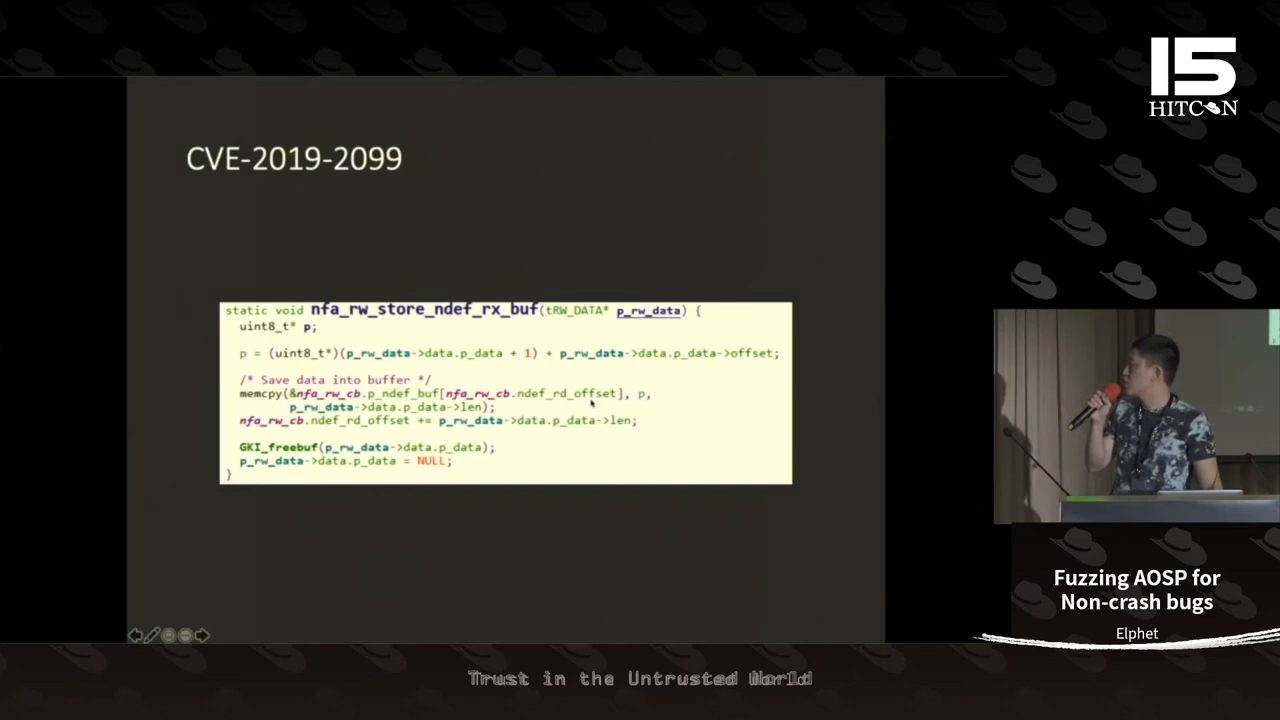 15
HITCON
CVE-2019-2099
static void nfa_rw_store_ndef_rx_buf(tRW_DATA* p_rw_data) {
uint8_t* p;
p = (uint8_t*)(p_rw_data->data.p_data + 1) + p_rw_data->data.p_data->offset;
/* Save data into buffer */
memcpy(&nfa_rw_cb.p_ndef_buf[nfa_rw_cb.ndef_rd_offset], p,
p_rw_data->data.p_data->len);
nfa_rw_cb.ndef_rd_offset += p_rw_data->data.p_data->len;
GKI_freebuf(p_rw_data->data.p_data);
p_rw_data->data.p_data = NULL;
}
Fuzzing AOSP for
Non-crash bugs
Elphet
Trust in the Untrusted World